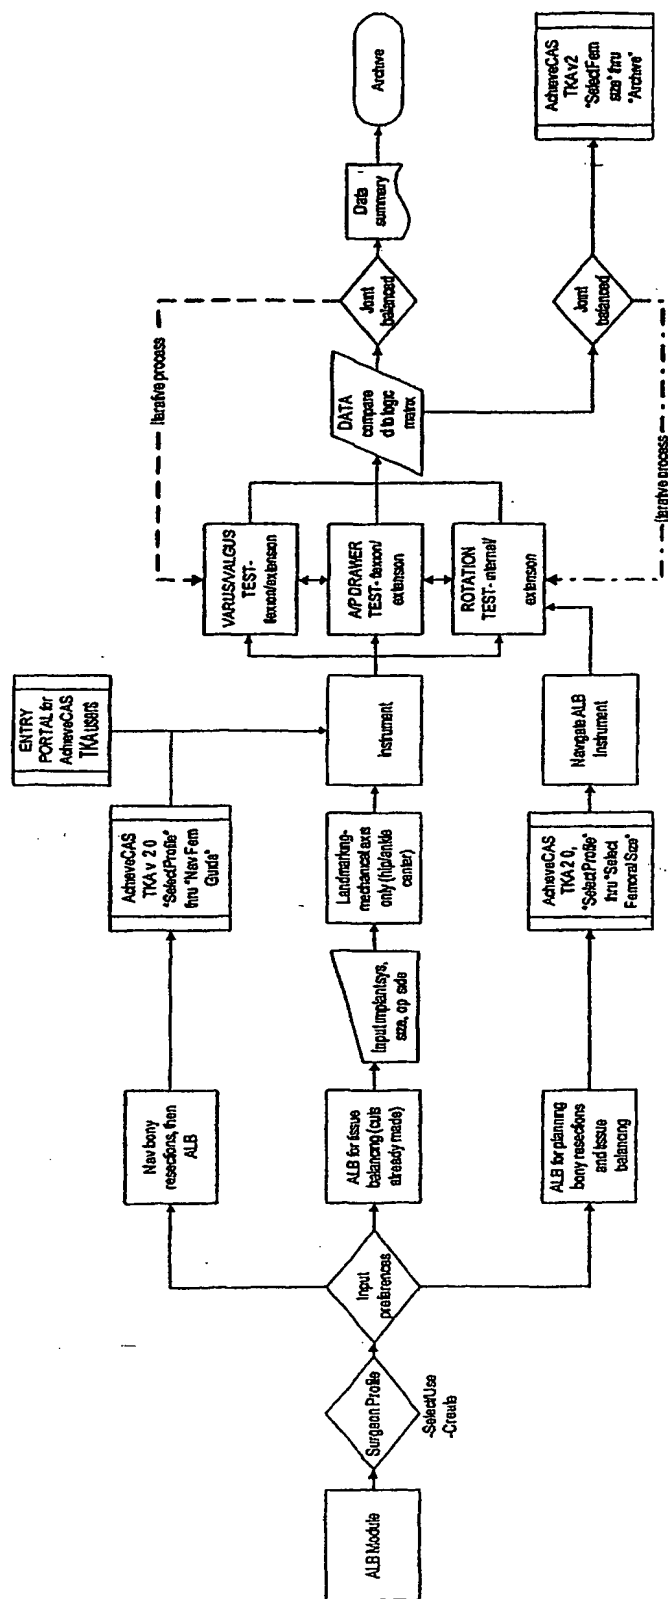 ALB Module
Surgeon Profile
-Select/Use
-Create
Input
preferences
Nav bony
resections, then
ALB
ALB for tissue
balancing (cuts
already made)
ALB for planning
bony resections
and tissue
balancing
Input implant sys,
size, op side
AchieveCAS
TKA v 2.0
"Select Profile"
thru "Nav Fem
Guide"
Landmarking-
mechanical axis
only (hip/ankle
center)
AchieveCAS
TKA 2.0,
"Select Profile"
thru "Select
Femoral Size"
ENTRY
PORTAL for
AchieveCAS
TKA users
Instrument
Navigate ALB
Instrument
VARUS/VALGUS
TEST-
flexion/extension
A/P DRAWER
TEST - flexion/
extension
ROTATION
TEST - internal/
extension
Iterative process
DATA
compare
d to logic
matrix
Iterative process
Joint
balanced
Joint
balanced
Data
summary
Archive
AchieveCAS
TKA v2
"Select Fem
size" thru
"Archive"